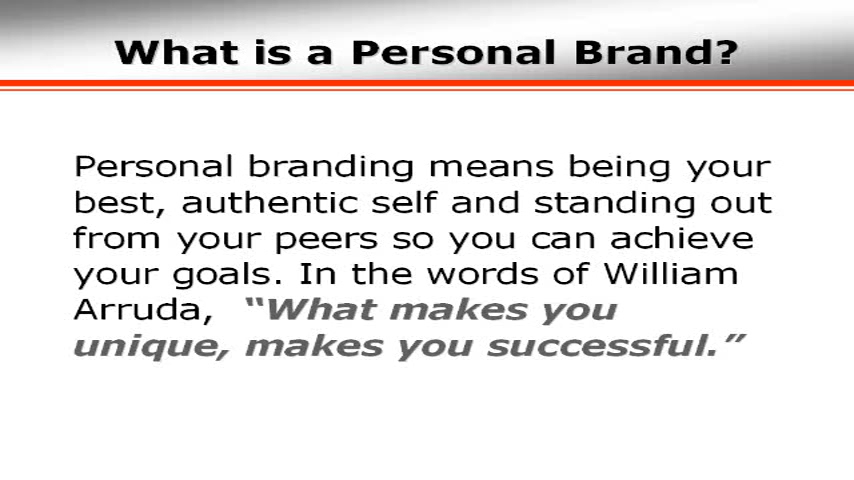 What is a Personal Brand?
Personal branding means being your
best, authentic self and standing out
from your peers so you can achieve
your goals. In the words of William
Arruda,  “What makes you
unique, makes you successful.”